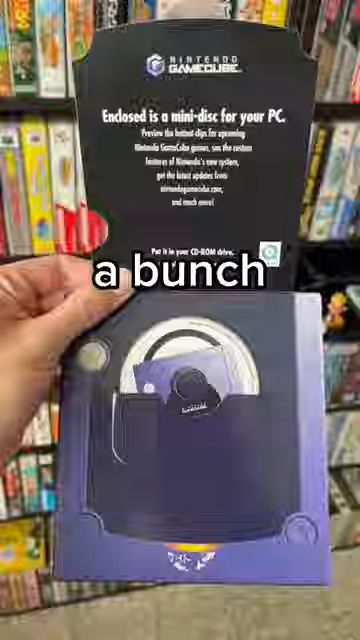 NINTENDO
GAMECUBE™
Enclosed is a mini-disc for your PC.
Preview the hottest clips for upcoming
Nintendo GameCube games, see the custom
features of Nintendo's new system,
get the latest updates from
nintendogamecube.com,
and much more!
Put it in your CD-ROM drive.
a bunch